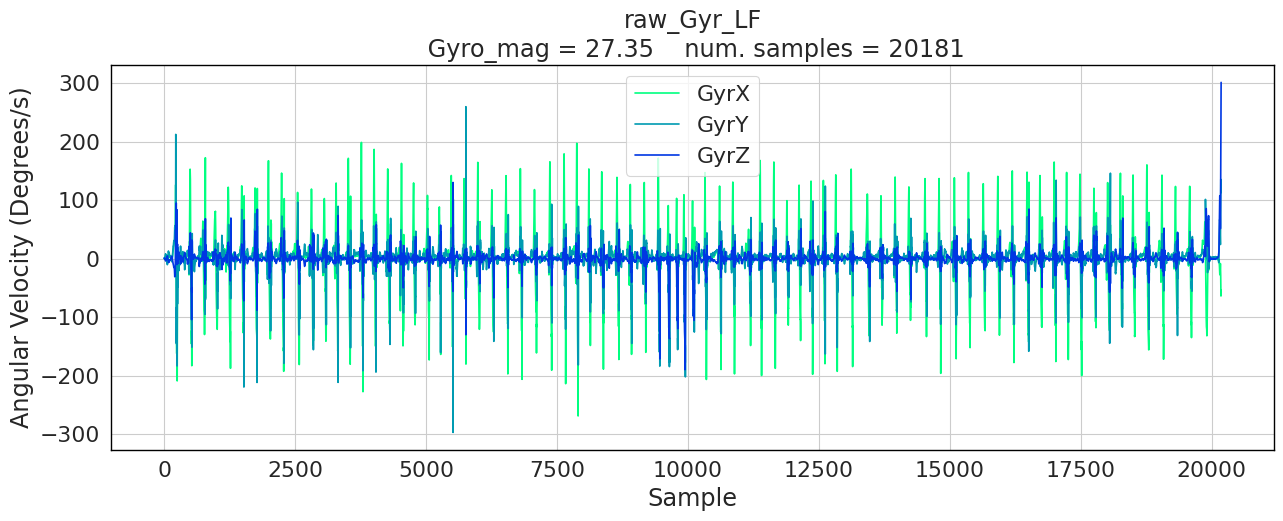 raw_Gyr_LF
Gyro_mag = 27.35    num. samples = 20181
Angular Velocity (Degrees/s)
300
200
100
0
−100
−200
−300
GyrX
GyrY
GyrZ
0 2500 5000 7500 10000 12500 15000 17500 20000
Sample